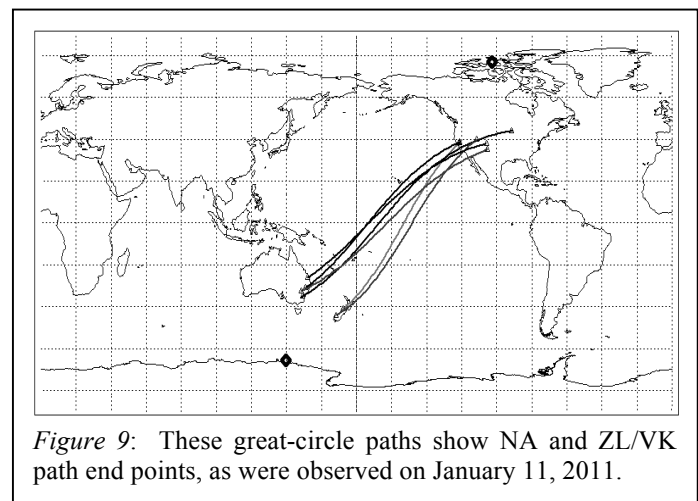 Figure 9: These great-circle paths show NA and ZL/VK
path end points, as were observed on January 11, 2011.